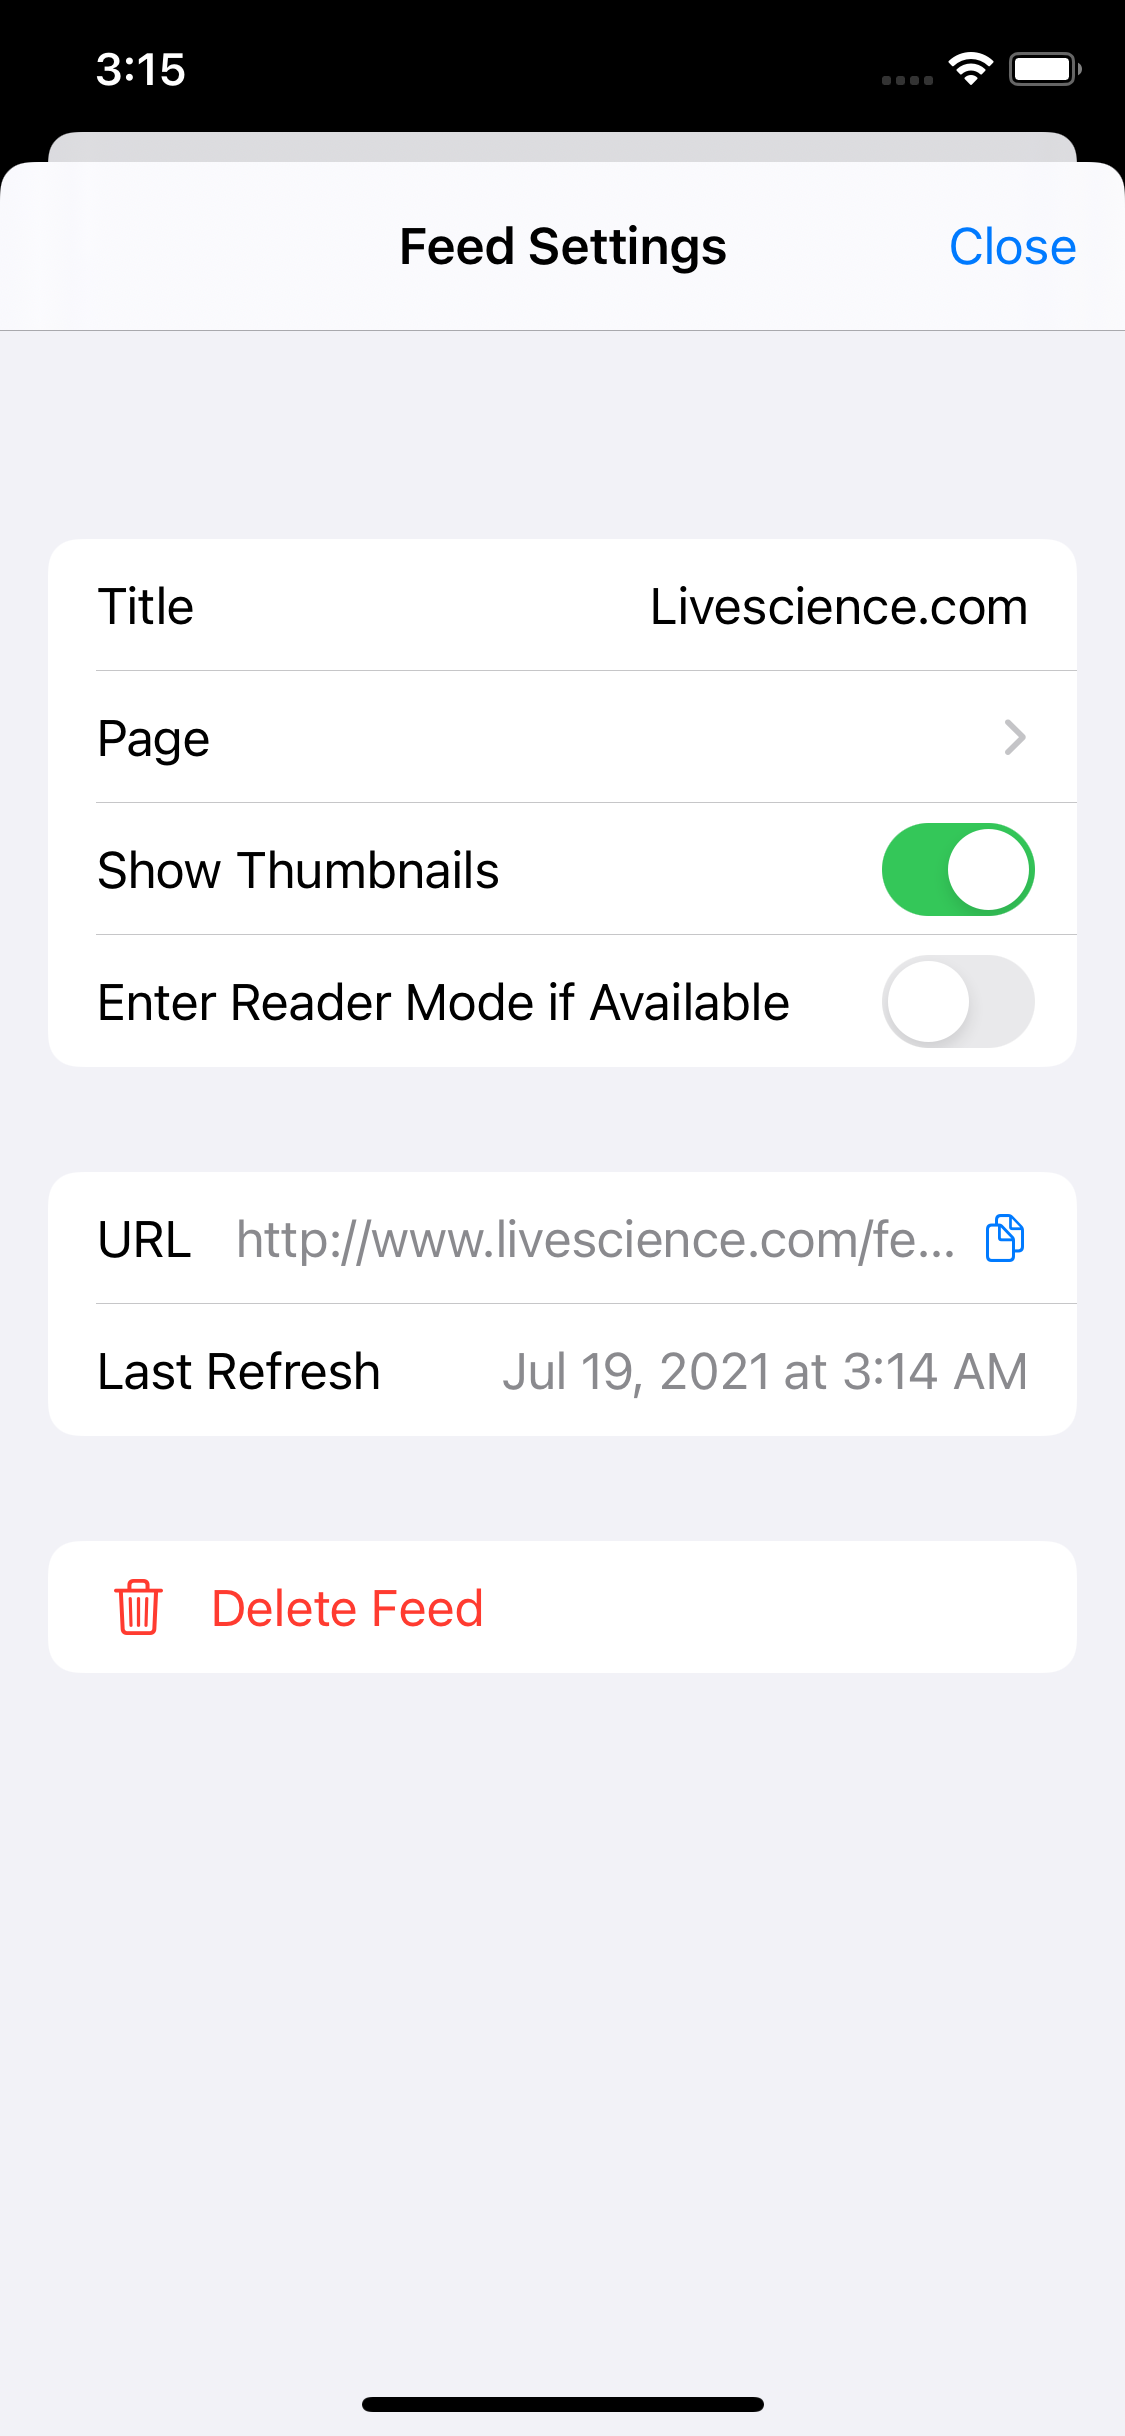 3:15
Feed Settings
Close
Title
Livescience.com
Page
Show Thumbnails
Enter Reader Mode if Available
URL
http://www.livescience.com/fe...
Last Refresh
Jul 19, 2021 at 3:14 AM
Delete Feed